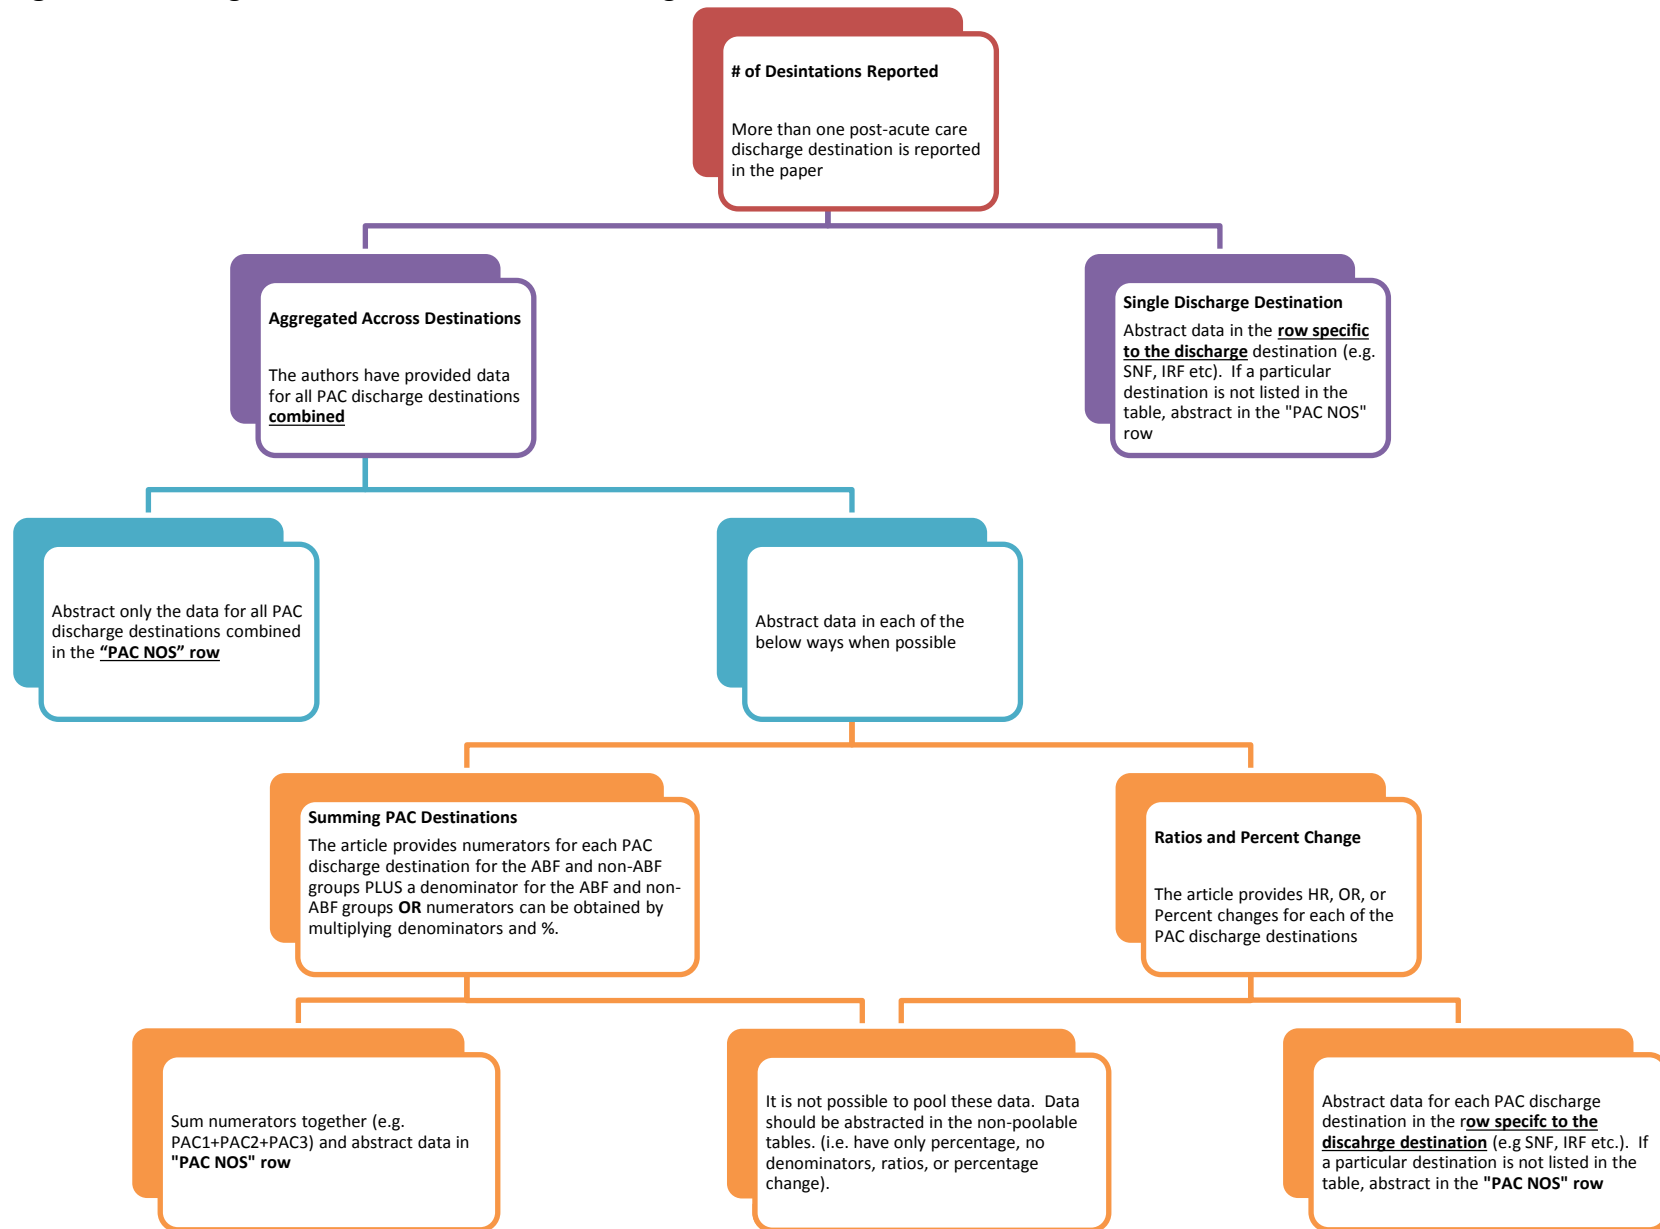 # of Desintations Reported
More than one post-acute care
discharge destination is reported
in the paper
Aggregated Accross Destinations
The authors have provided data
for all PAC discharge destinations
combined
Single Discharge Destination
Abstract data in the row specific
to the discharge destination (e.g.
SNF, IRF etc).  If a particular
destination is not listed in the
table, abstract in the "PAC NOS"
row
Abstract only the data for all PAC
discharge destinations combined
in the “PAC NOS” row
Abstract data in each of the
below ways when possible
Summing PAC Destinations
The article provides numerators for each PAC
discharge destination for the ABF and non-ABF
groups PLUS a denominator for the ABF and non-
ABF groups OR numerators can be obtained by
multiplying denominators and %.
Ratios and Percent Change
The article provides HR, OR, or
Percent changes for each of the
PAC discharge destinations
Sum numerators together (e.g.
PAC1+PAC2+PAC3) and abstract data in
"PAC NOS" row
It is not possible to pool these data.  Data
should be abstracted in the non-poolable
tables. (i.e. have only percentage, no
denominators, ratios, or percentage
change).
Abstract data for each PAC discharge
destination in the row specifc to the
discahrge destination (e.g SNF, IRF etc.).  If
a particular destination is not listed in the
table, abstract in the "PAC NOS" row